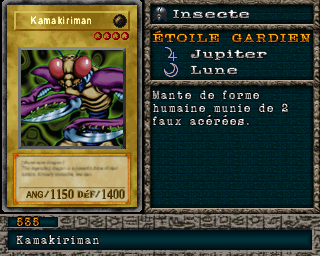 Kamakiriman
ANG/1150 DéF/1400
Insecte
ÉTOILE GARDIEN
Jupiter
Lune
Mante de forme
humaine munie de 2
faux acérées.
535
Kamakiriman